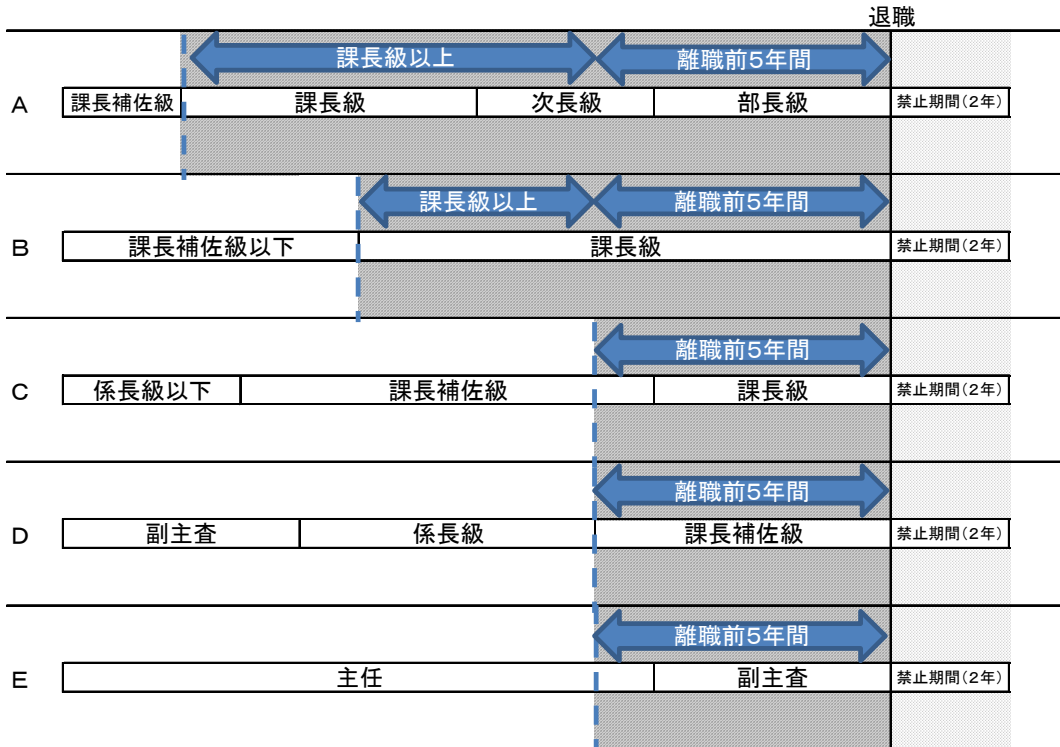 退職
課長級以上
離職前5年間
A
課長補佐級
課長級
次長級
部長級
禁止期間(2年)
課長級以上
離職前5年間
B
課長補佐級以下
課長級
禁止期間(2年)
離職前5年間
C
係長級以下
課長補佐級
課長級
禁止期間(2年)
離職前5年間
D
副主査
係長級
課長補佐級
禁止期間(2年)
離職前5年間
E
主任
副主査
禁止期間(2年)